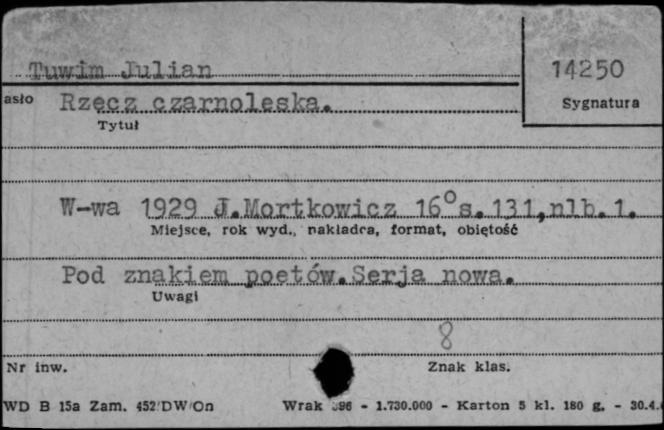 Tuwim Julian
14250
asło Rzęcz czarnoleska.
Sygnatura
Tytuł
W-wa 1929 J.Mortkowicz 16° s.131,nlb.1.
Miejsce, rok wyd., nakładca, format, objętość
Pod znakiem poetów.Serja nowa.
Uwagi
8
Nr inw.
Znak klas.
WD B 15a Zam. 452/DW/On Wrak 396 - 1.730.000 - Karton 5 kl. 180 g. - 30.4.